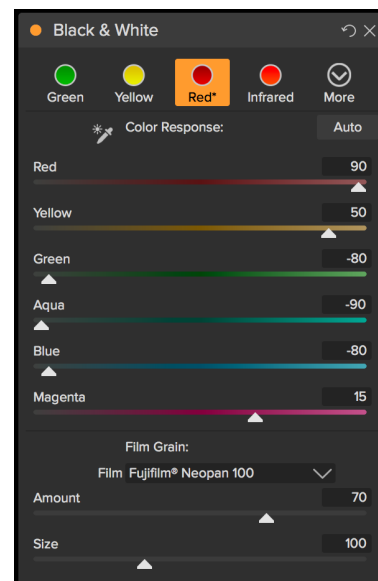 Black & White
Green Yellow Red* Infrared More
Color Response: Auto
Red 90
Yellow 50
Green -80
Aqua -90
Blue -80
Magenta 15
Film Grain:
Film Fujifilm® Neopan 100
Amount 70
Size 100